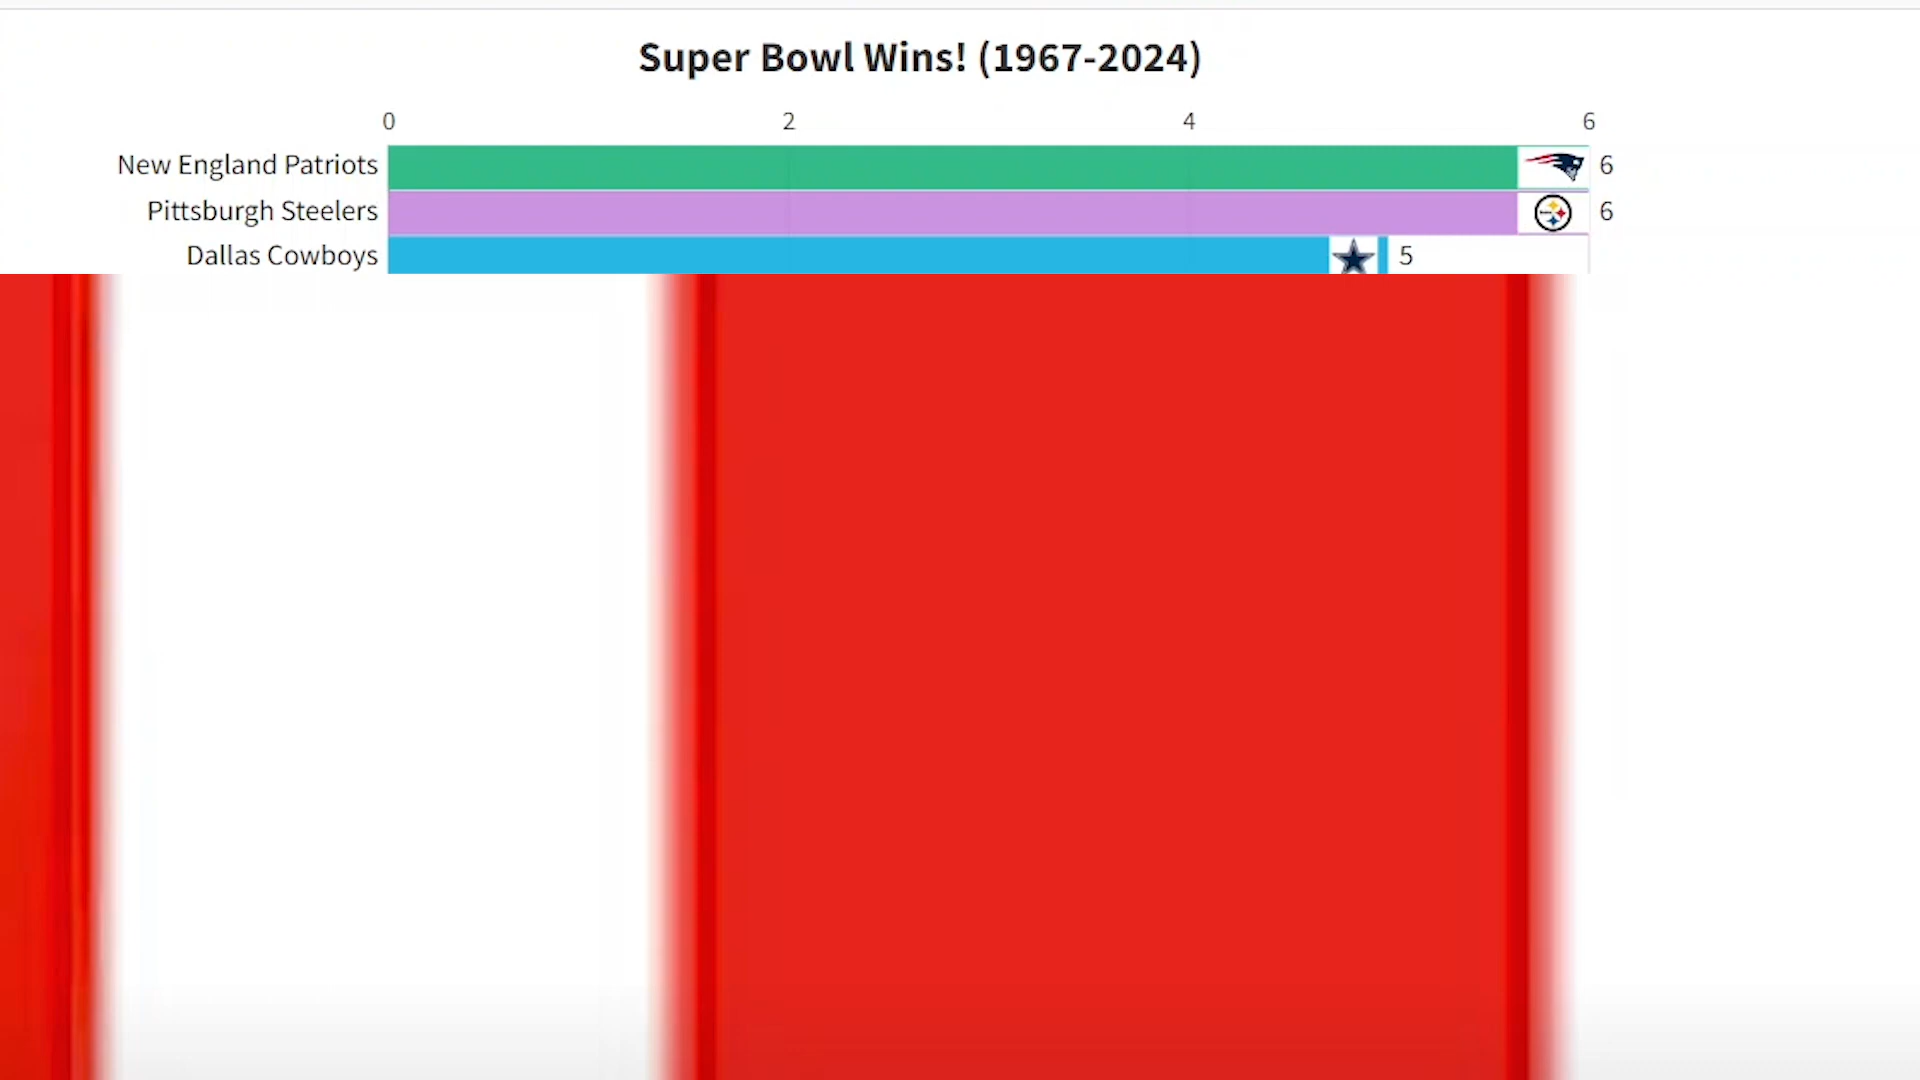 Super Bowl Wins! (1967-2024)
0 2 4 6
New England Patriots 6
Pittsburgh Steelers 6
Dallas Cowboys 5